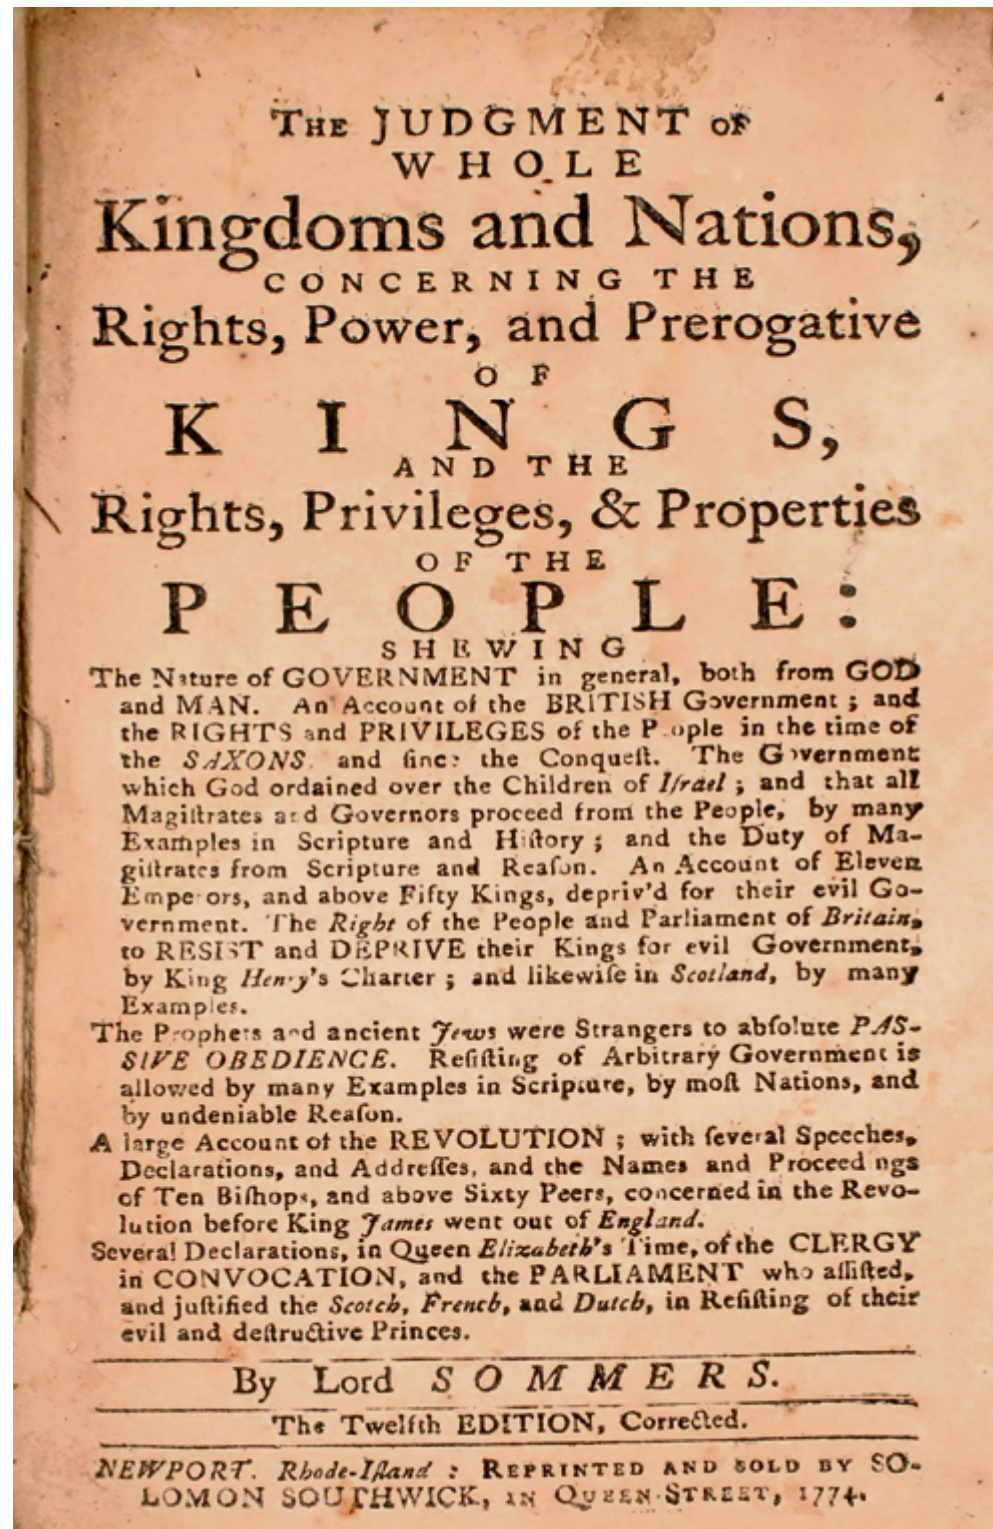 THE JUDGMENT OF
WHOLE
Kingdoms and Nations,
CONCERNING THE
Rights, Power, and Prerogative
OF
KINGS,
AND THE
Rights, Privileges, & Properties
OF THE
PEOPLE:
SHEWING
The Nature of GOVERNMENT in general, both from GOD
and MAN. An Account of the BRITISH Government ; and
the RIGHTS and PRIVILEGES of the P ople in the time of
the SAXONS and ſince the Conqueſt. The Government
which God ordained over the Children of Iſrael ; and that all
Magiſtrates and Governors proceed from the People, by many
Examples in Scripture and Hiſtory ; and the Duty of Ma-
giſtrates from Scripture and Reaſon. An Account of Eleven
Emperors, and above Fifty Kings, depriv'd for their evil Go-
vernment. The Right of the People and Parliament of Britain,
to RESIST and DEPRIVE their Kings for evil Government,
by King Henry's Charter ; and likewiſe in Scotland, by many
Examples.
The Prophets and ancient Jews were Strangers to abſolute PAS-
SIVE OBEDIENCE. Reſiſting of Arbitrary Government is
allowed by many Examples in Scripture, by moſt Nations, and
by undeniable Reaſon.
A large Account of the REVOLUTION ; with ſeveral Speeches,
Declarations, and Addreſſes, and the Names and Proceed ngs
of Ten Biſhops, and above Sixty Peers, concerned in the Revo-
lution before King James went out of England.
Several Declarations, in Queen Elizabeth's Time, of the CLERGY
in CONVOCATION, and the PARLIAMENT who aſſiſted,
and juſtified the Scotch, French, and Dutch, in Reſiſting of their
evil and deſtructive Princes.
By Lord SOMMERS.
The Twelfth EDITION, Corrected.
NEWPORT. Rhode-Iſland : REPRINTED AND SOLD BY SO-
LOMON SOUTHWICK, IN QUEEN-STREET, 1774.